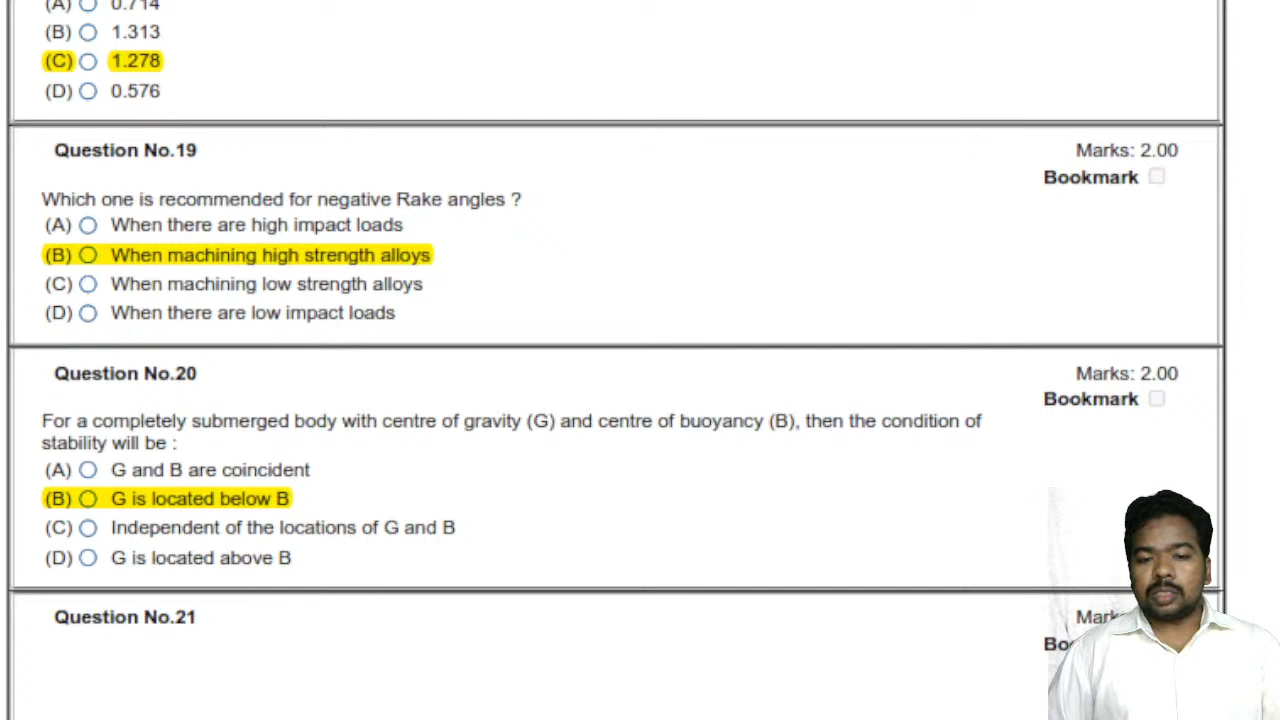 (A) 0.714
(B) 1.313
(C) 1.278
(D) 0.576
Question No.19 Marks: 2.00
Bookmark
Which one is recommended for negative Rake angles ?
(A) When there are high impact loads
(B) When machining high strength alloys
(C) When machining low strength alloys
(D) When there are low impact loads
Question No.20 Marks: 2.00
Bookmark
For a completely submerged body with centre of gravity (G) and centre of buoyancy (B), then the condition of
stability will be :
(A) G and B are coincident
(B) G is located below B
(C) Independent of the locations of G and B
(D) G is located above B
Question No.21